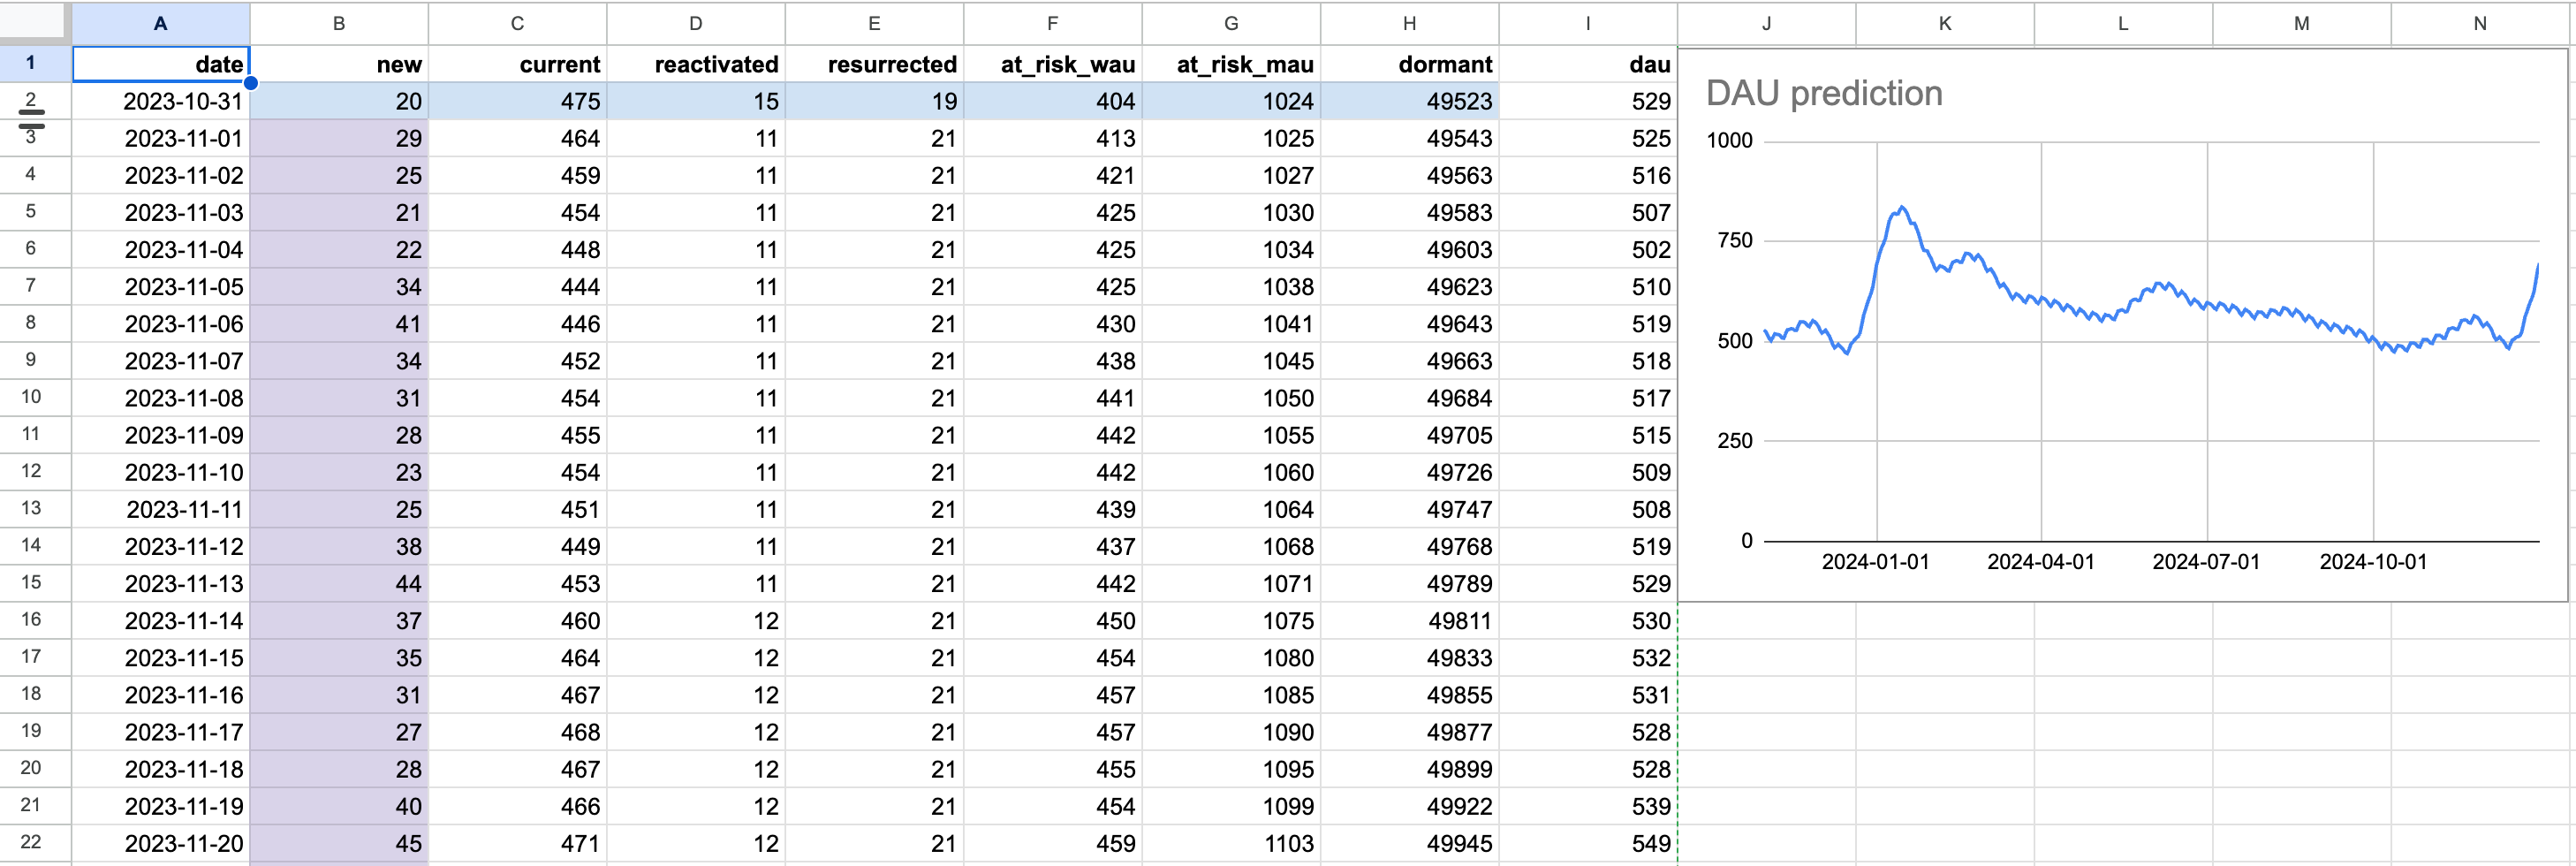 A B C D E F G H I J K L M N
1 date new current reactivated resurrected at_risk_wau at_risk_mau dormant dau
2 2023-10-31 20 475 15 19 404 1024 49523 529
3 2023-11-01 29 464 11 21 413 1025 49543 525
4 2023-11-02 25 459 11 21 421 1027 49563 516
5 2023-11-03 21 454 11 21 425 1030 49583 507
6 2023-11-04 22 448 11 21 425 1034 49603 502
7 2023-11-05 34 444 11 21 425 1038 49623 510
8 2023-11-06 41 446 11 21 430 1041 49643 519
9 2023-11-07 34 452 11 21 438 1045 49663 518
10 2023-11-08 31 454 11 21 441 1050 49684 517
11 2023-11-09 28 455 11 21 442 1055 49705 515
12 2023-11-10 23 454 11 21 442 1060 49726 509
13 2023-11-11 25 451 11 21 439 1064 49747 508
14 2023-11-12 38 449 11 21 437 1068 49768 519
15 2023-11-13 44 453 11 21 442 1071 49789 529
16 2023-11-14 37 460 12 21 450 1075 49811 530
17 2023-11-15 35 464 12 21 454 1080 49833 532
18 2023-11-16 31 467 12 21 457 1085 49855 531
19 2023-11-17 27 468 12 21 457 1090 49877 528
20 2023-11-18 28 467 12 21 455 1095 49899 528
21 2023-11-19 40 466 12 21 454 1099 49922 539
22 2023-11-20 45 471 12 21 459 1103 49945 549
DAU prediction
1000
750
500
250
0
2024-01-01 2024-04-01 2024-07-01 2024-10-01